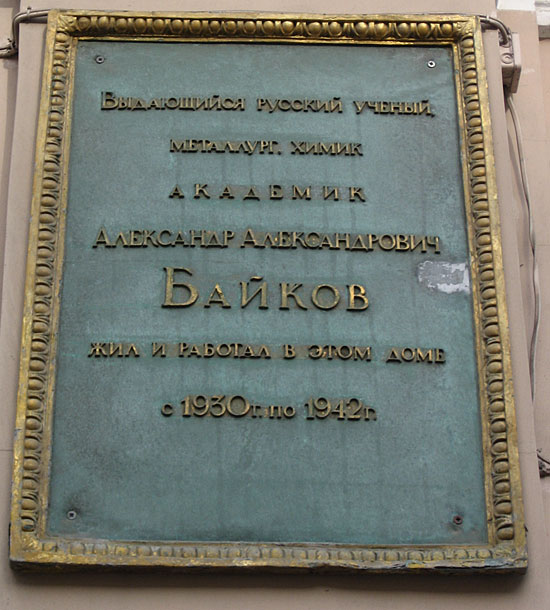 Выдающийся русский ученый,
металлург, химик
академик
Александр Александрович
Байков
жил и работал в этом доме
с 1930г. по 1942г.